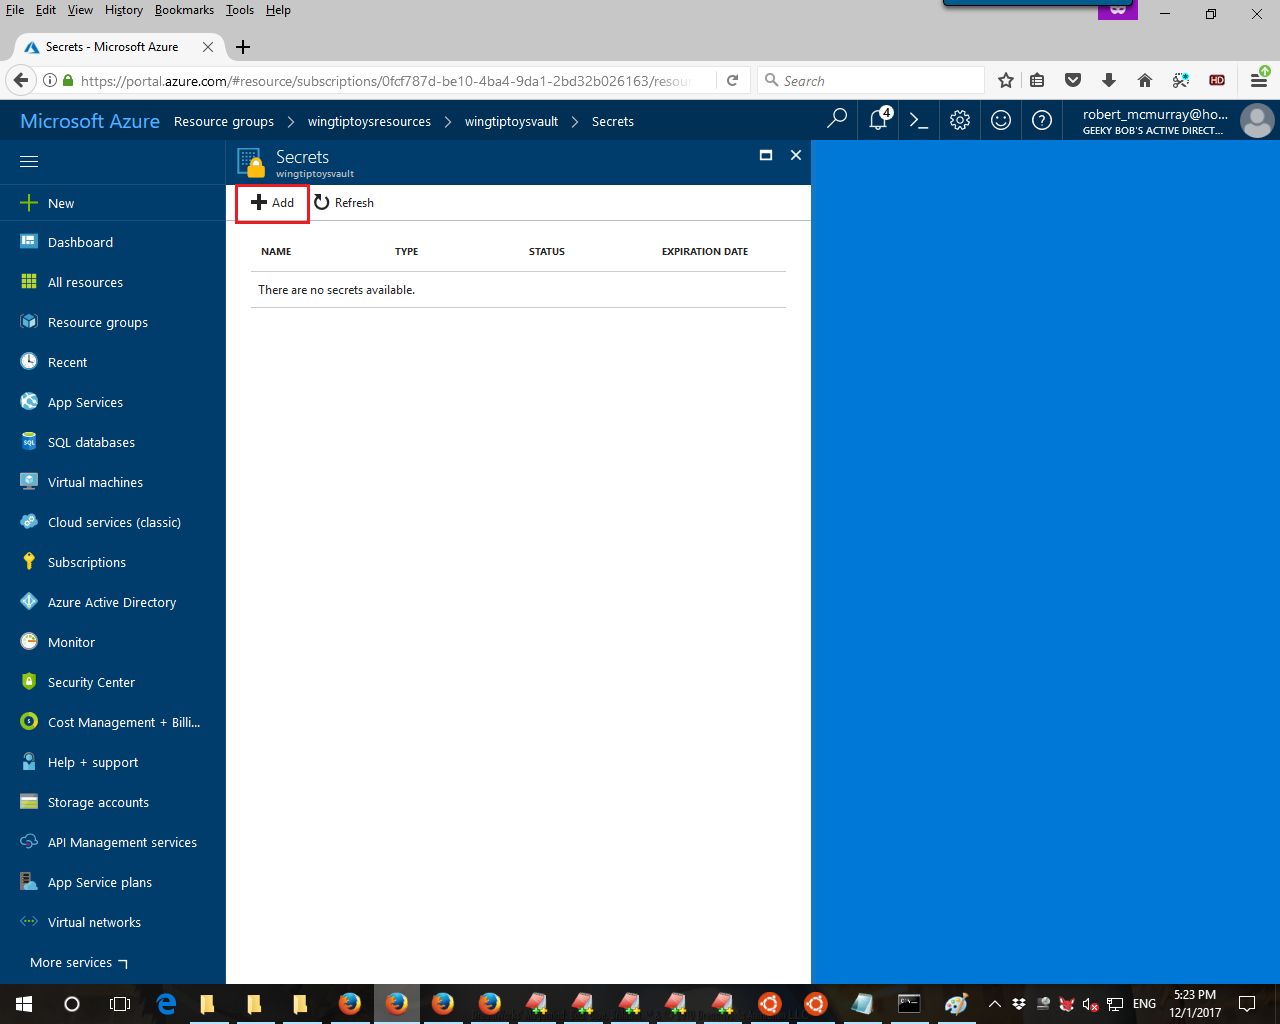 File Edit View History Bookmarks Tools Help
Secrets - Microsoft Azure
https://portal.azure.com/#resource/subscriptions/0fcf787d-be10-4ba4-9da1-2bd32b026163/resou
Search
HD
Microsoft Azure Resource groups wingtiptoysresources wingtiptoysvault Secrets
4
robert_mcmurray@ho...
GEEKY BOB'S ACTIVE DIRECT...
Secrets
wingtiptoysvault
Add Refresh
NAME TYPE STATUS EXPIRATION DATE
There are no secrets available.
New
Dashboard
All resources
Resource groups
Recent
App Services
SQL databases
Virtual machines
Cloud services (classic)
Subscriptions
Azure Active Directory
Monitor
Security Center
Cost Management + Billi...
Help + support
Storage accounts
API Management services
App Service plans
Virtual networks
More services
ENG
5:23 PM
12/1/2017